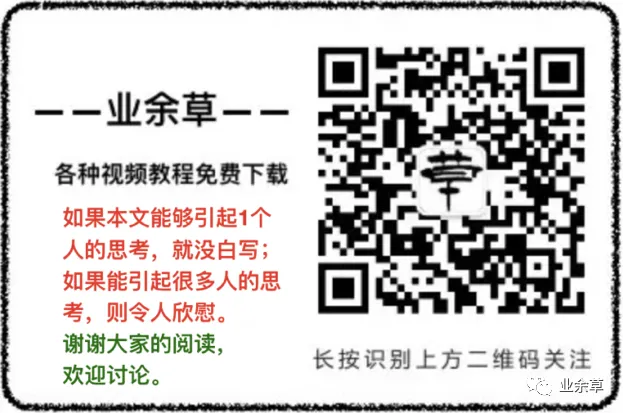 ——业余草——
各种视频教程免费下载
如果本文能够引起1个
人的思考，就没白写；
如果能引起很多人的思
考，则令人欣慰。
谢谢大家的阅读，
欢迎讨论。
草
长按识别上方二维码关注
业余草